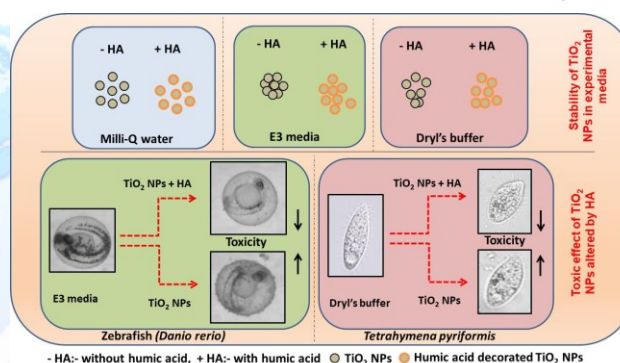 - HA + HA
Milli-Q water
- HA + HA
E3 media
- HA + HA
Dryl's buffer
Stability of TiO₂
NPs in experimental
media
TiO₂ NPs + HA
Toxicity
E3 media
TiO₂ NPs
Zebrafish (Danio rerio)
TiO₂ NPs + HA
Toxicity
Dryl's buffer
TiO₂ NPs
Tetrahymena pyriformis
Toxic effect of TiO₂
NPs altered by HA
- HA:- without humic acid, + HA:- with humic acid TiO₂ NPs Humic acid decorated TiO₂ NPs